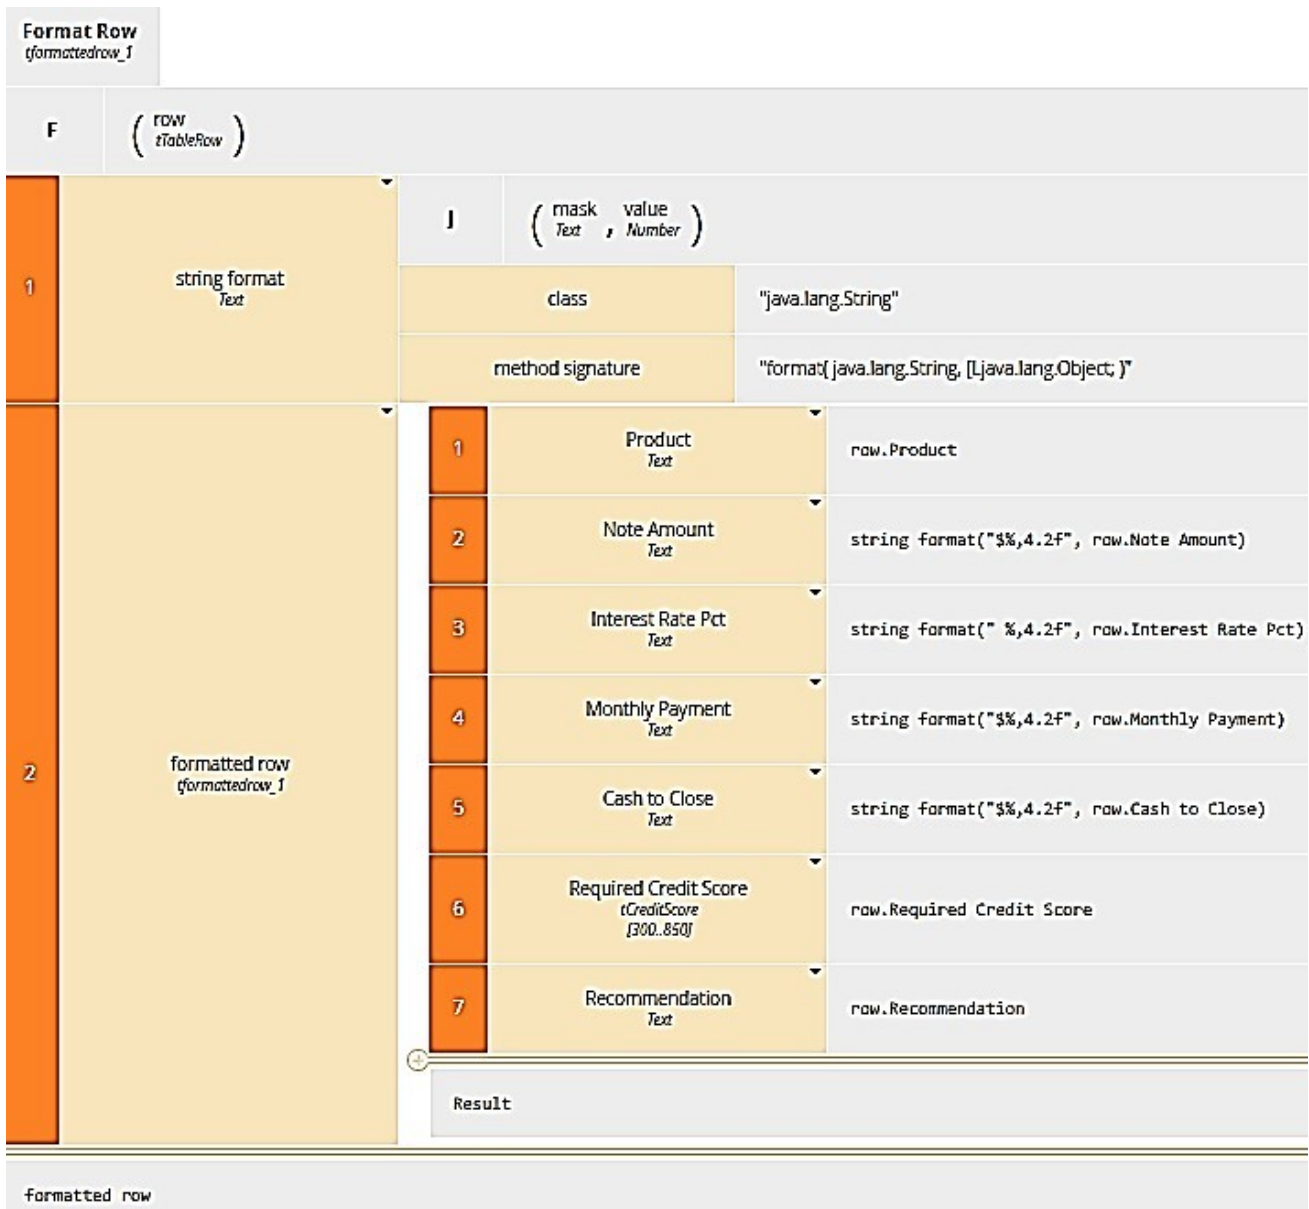 Format Row
tformattedrow_1
F
( row )
tTableRow
1
string format
Text
J
( mask , value )
Text Number
class
"java.lang.String"
method signature
"format( java.lang.String, [Ljava.lang.Object; )"
2
formatted row
tformattedrow_1
1
Product
Text
row.Product
2
Note Amount
Text
string format("$%,4.2f", row.Note Amount)
3
Interest Rate Pct
Text
string format(" %,4.2f", row.Interest Rate Pct)
4
Monthly Payment
Text
string format("$%,4.2f", row.Monthly Payment)
5
Cash to Close
Text
string format("$%,4.2f", row.Cash to Close)
6
Required Credit Score
tCreditScore
[300..850]
row.Required Credit Score
7
Recommendation
Text
row.Recommendation
Result
formatted row